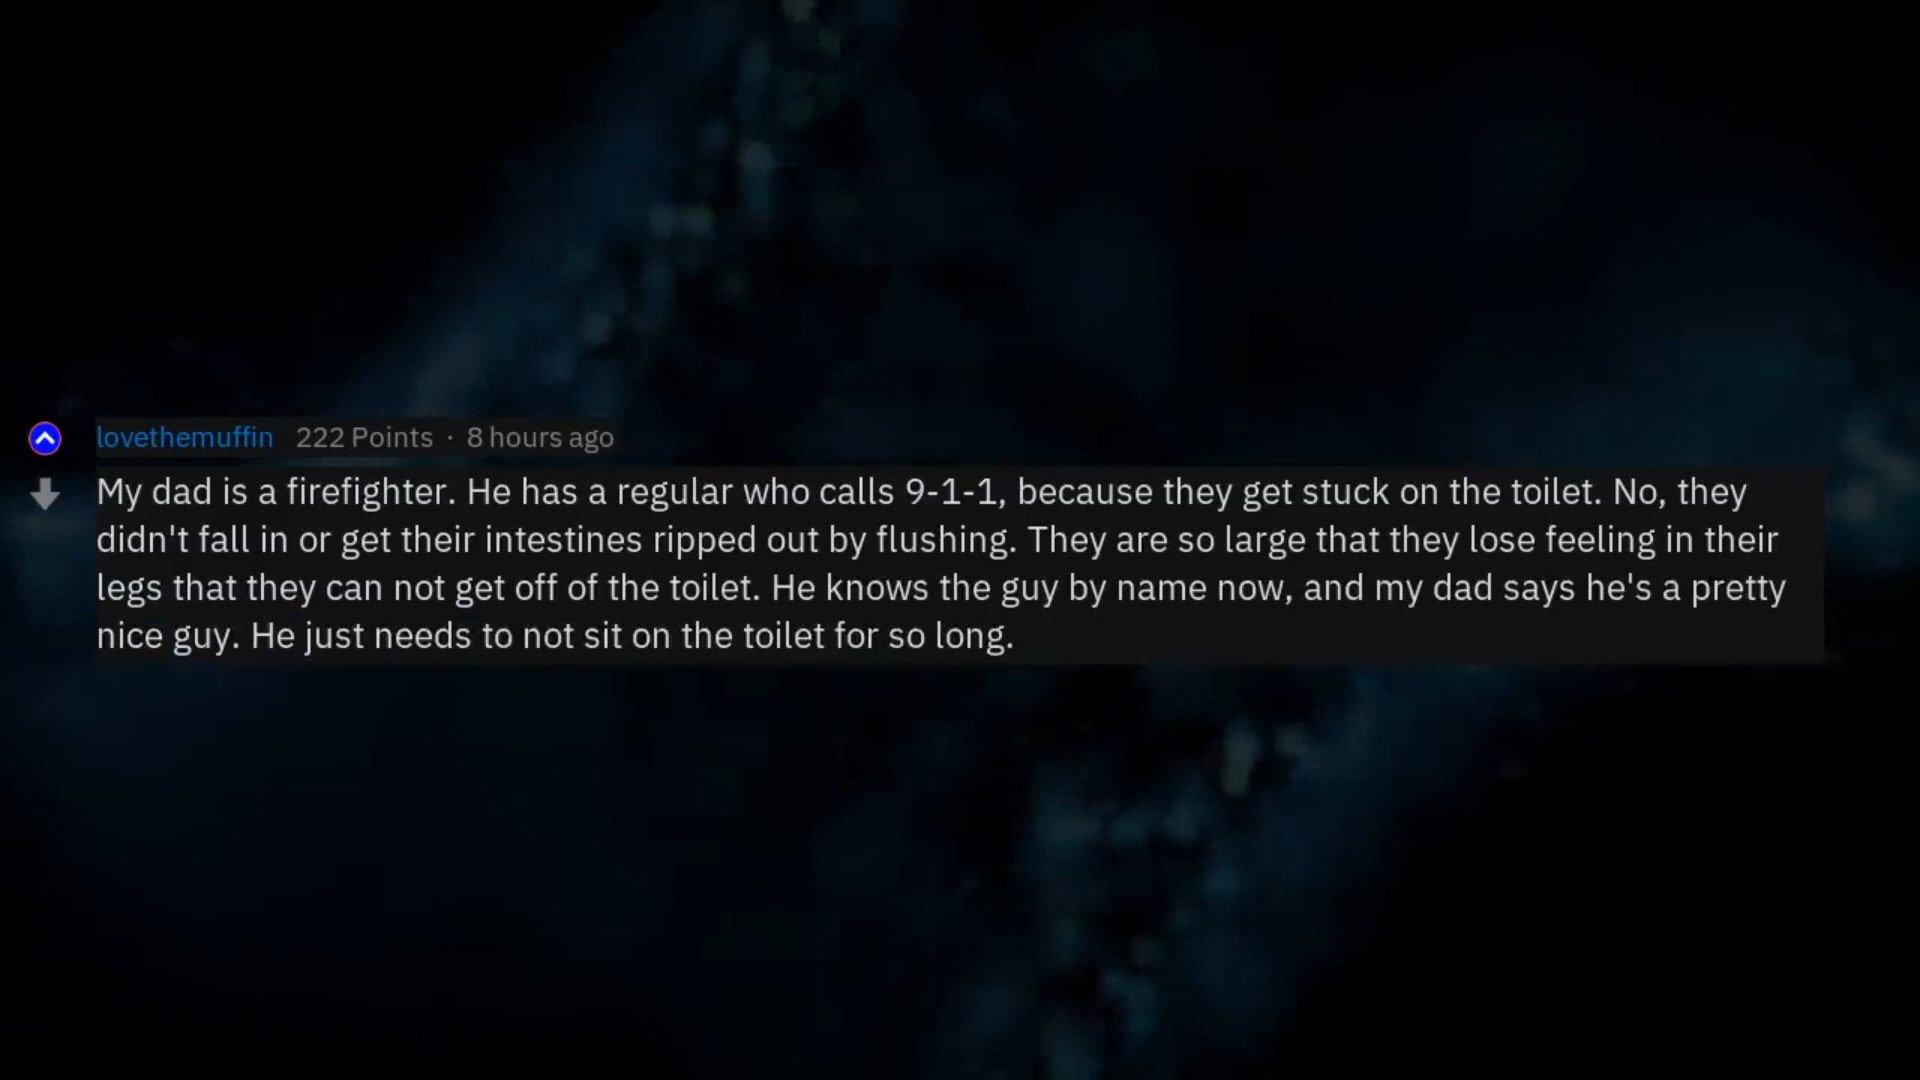 lovethemuffin 222 Points · 8 hours ago
My dad is a firefighter. He has a regular who calls 9-1-1, because they get stuck on the toilet. No, they
didn't fall in or get their intestines ripped out by flushing. They are so large that they lose feeling in their
legs that they can not get off of the toilet. He knows the guy by name now, and my dad says he's a pretty
nice guy. He just needs to not sit on the toilet for so long.